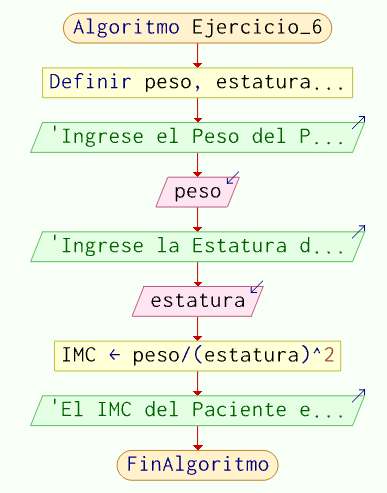 Algoritmo Ejercicio_6
Definir peso, estatura...
'Ingrese el Peso del P...
peso
'Ingrese la Estatura d...
estatura
IMC ← peso/(estatura)^2
'El IMC del Paciente e...
FinAlgoritmo